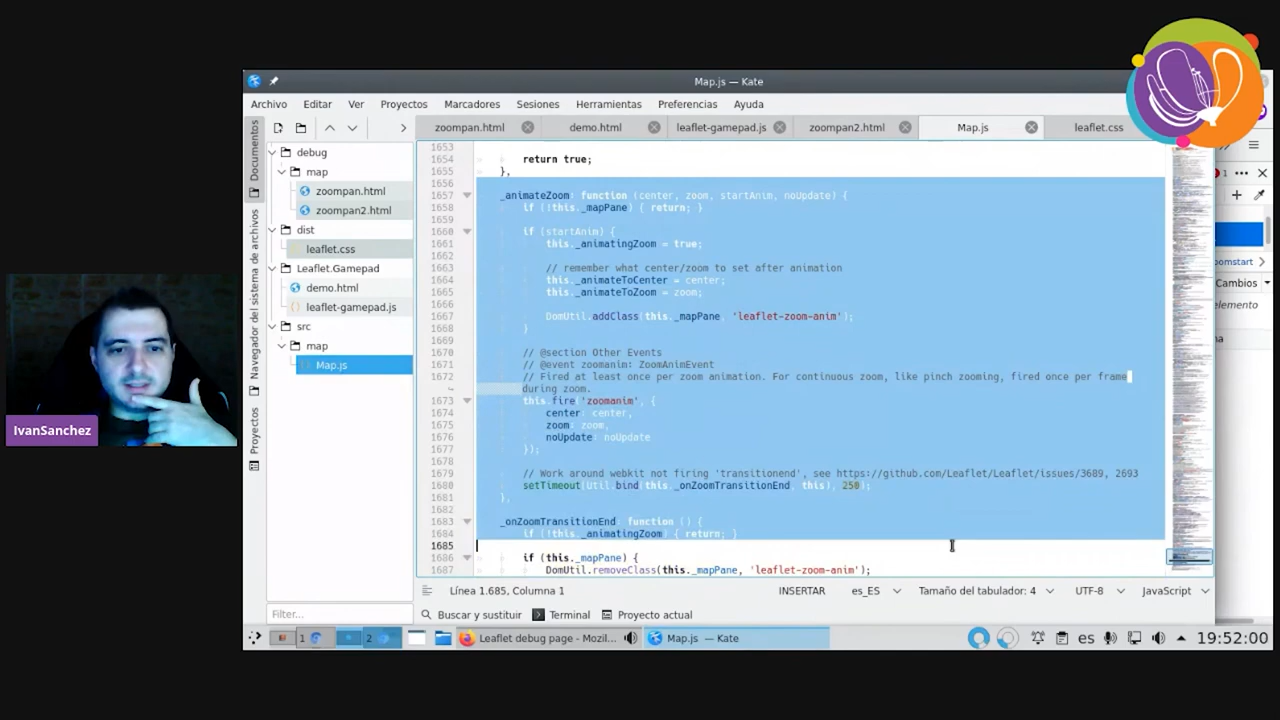 Map.js — Kate
Archivo Editar Ver Proyectos Marcadores Sesiones Herramientas Preferencias Ayuda
zoompan.html demo.html leaflet-gamepad.js zoompan2.html Map.js leaflet.css
Documentos
Navegador del sistema de archivos
Proyectos
debug
map
zoompan.html
zoompan2.html
dist
leaflet.css
Leaflet.Gamepad
demo.html
leaflet-gamepad.js
src
map
Map.js
Filter...
1653
1654 return true;
1655 },
1656
1657 _animateZoom: function (center, zoom, startAnim, noUpdate) {
1658 if (!this._mapPane) { return; }
1659
1660 if (startAnim) {
1661 this._animatingZoom = true;
1662
1663 // remember what center/zoom to set after animation
1664 this._animateToCenter = center;
1665 this._animateToZoom = zoom;
1666
1667 DomUtil.addClass(this._mapPane, 'leaflet-zoom-anim');
1668 }
1669
1670 // @section Other Events
1671 // @event zoomanim: ZoomAnimEvent
1672 // Fired at least once per zoom animation. For continuous zoom, like pinch zooming, fired once per frame
during zoom.
1673 this.fire('zoomanim', {
1674 center: center,
1675 zoom: zoom,
1676 noUpdate: noUpdate
1677 });
1678
1679 // Work around webkit not firing 'transitionend', see https://github.com/Leaflet/Leaflet/issues/3689, 2693
1680 setTimeout(Util.bind(this._onZoomTransitionEnd, this), 250);
1681 },
1682
1683 _onZoomTransitionEnd: function () {
1684 if (!this._animatingZoom) { return; }
1685
1686 if (this._mapPane) {
1687 DomUtil.removeClass(this._mapPane, 'leaflet-zoom-anim');
Línea 1.685, Columna 1 INSERTAR es_ES Tamaño del tabulador: 4 UTF-8 JavaScript
Buscar y sustituir Terminal Proyecto actual
1 2 Leaflet debug page - Mozil... Map.js — Kate es 19:52:00
1
omstart
Cambios
elemento
IvanSanchez